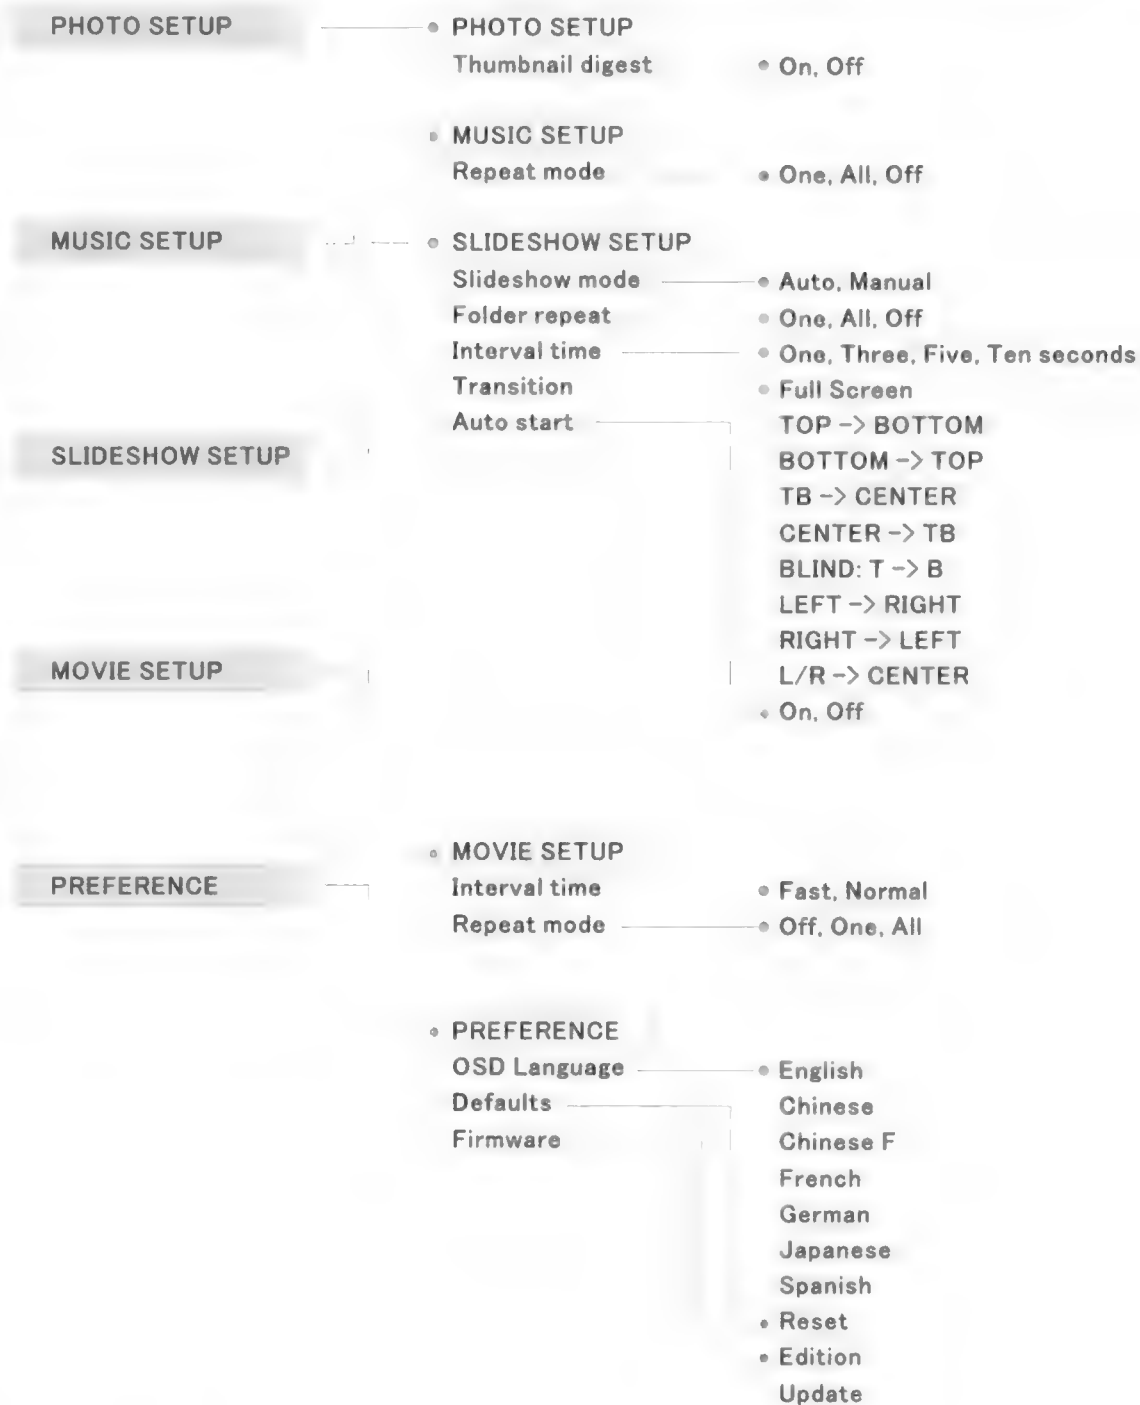 PHOTO SETUP
PHOTO SETUP
Thumbnail digest
On, Off
MUSIC SETUP
Repeat mode
One, All, Off
MUSIC SETUP
SLIDESHOW SETUP
Slideshow mode
Auto, Manual
Folder repeat
One, All, Off
Interval time
One, Three, Five, Ten seconds
Transition
Full Screen
Auto start
TOP -> BOTTOM
SLIDESHOW SETUP
BOTTOM -> TOP
TB -> CENTER
CENTER -> TB
BLIND: T -> B
LEFT -> RIGHT
RIGHT -> LEFT
MOVIE SETUP
L/R -> CENTER
On, Off
MOVIE SETUP
PREFERENCE
Interval time
Fast, Normal
Repeat mode
Off, One, All
PREFERENCE
OSD Language
English
Defaults
Chinese
Firmware
Chinese F
French
German
Japanese
Spanish
Reset
Edition
Update